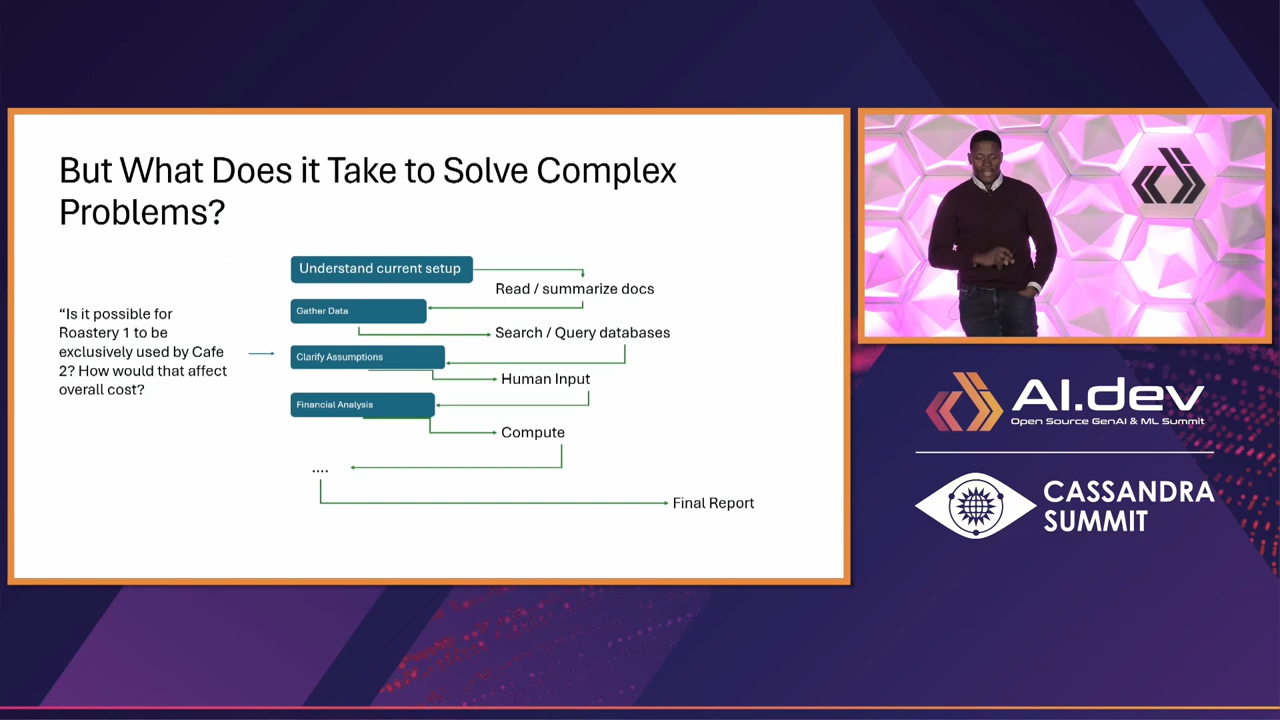 But What Does it Take to Solve Complex
Problems?
Understand current setup
Read / summarize docs
Gather Data
“Is it possible for
Roastery 1 to be
exclusively used by Cafe
2? How would that affect
overall cost?
Search / Query databases
Clarify Assumptions
Human Input
Financial Analysis
Compute
....
Final Report
AI.dev
Open Source GenAI & ML Summit
CASSANDRA
SUMMIT